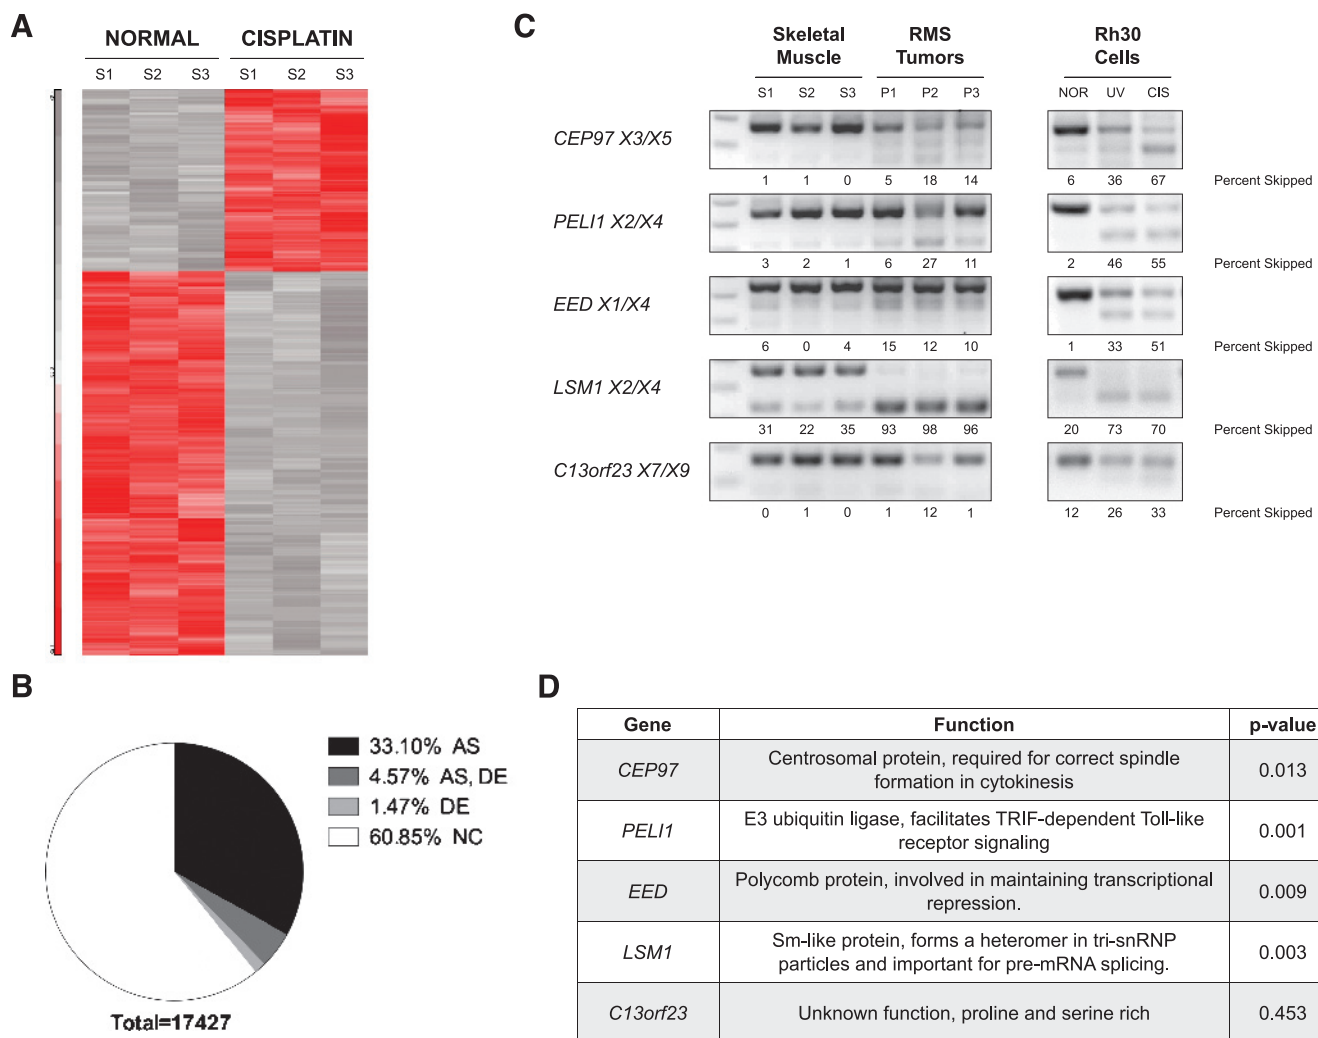 A
NORMAL CISPLATIN
S1 S2 S3 S1 S2 S3
B
33.10% AS
4.57% AS, DE
1.47% DE
60.85% NC
Total=17427
C
Skeletal Muscle
RMS Tumors
Rh30 Cells
S1 S2 S3 P1 P2 P3 NOR UV CIS
CEP97 X3/X5
1 1 0 5 18 14 6 36 67 Percent Skipped
PELI1 X2/X4
3 2 1 6 27 11 2 46 55 Percent Skipped
EED X1/X4
6 0 4 15 12 10 1 33 51 Percent Skipped
LSM1 X2/X4
31 22 35 93 98 96 20 73 70 Percent Skipped
C13orf23 X7/X9
0 1 0 1 12 1 12 26 33 Percent Skipped
D
Gene Function p-value
CEP97 Centrosomal protein, required for correct spindle
formation in cytokinesis 0.013
PELI1 E3 ubiquitin ligase, facilitates TRIF-dependent Toll-like
receptor signaling 0.001
EED Polycomb protein, involved in maintaining transcriptional
repression. 0.009
LSM1 Sm-like protein, forms a heteromer in tri-snRNP
particles and important for pre-mRNA splicing. 0.003
C13orf23 Unknown function, proline and serine rich 0.453